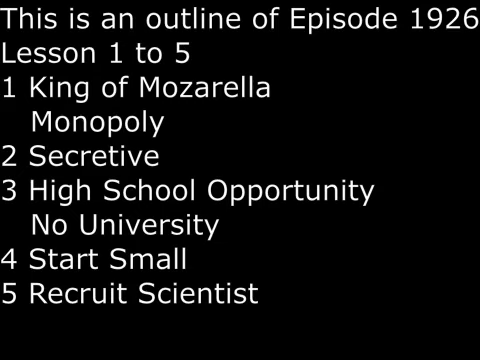 This is an outline of Episode 1926
Lesson 1 to 5
1 King of Mozarella
Monopoly
2 Secretive
3 High School Opportunity
No University
4 Start Small
5 Recruit Scientist